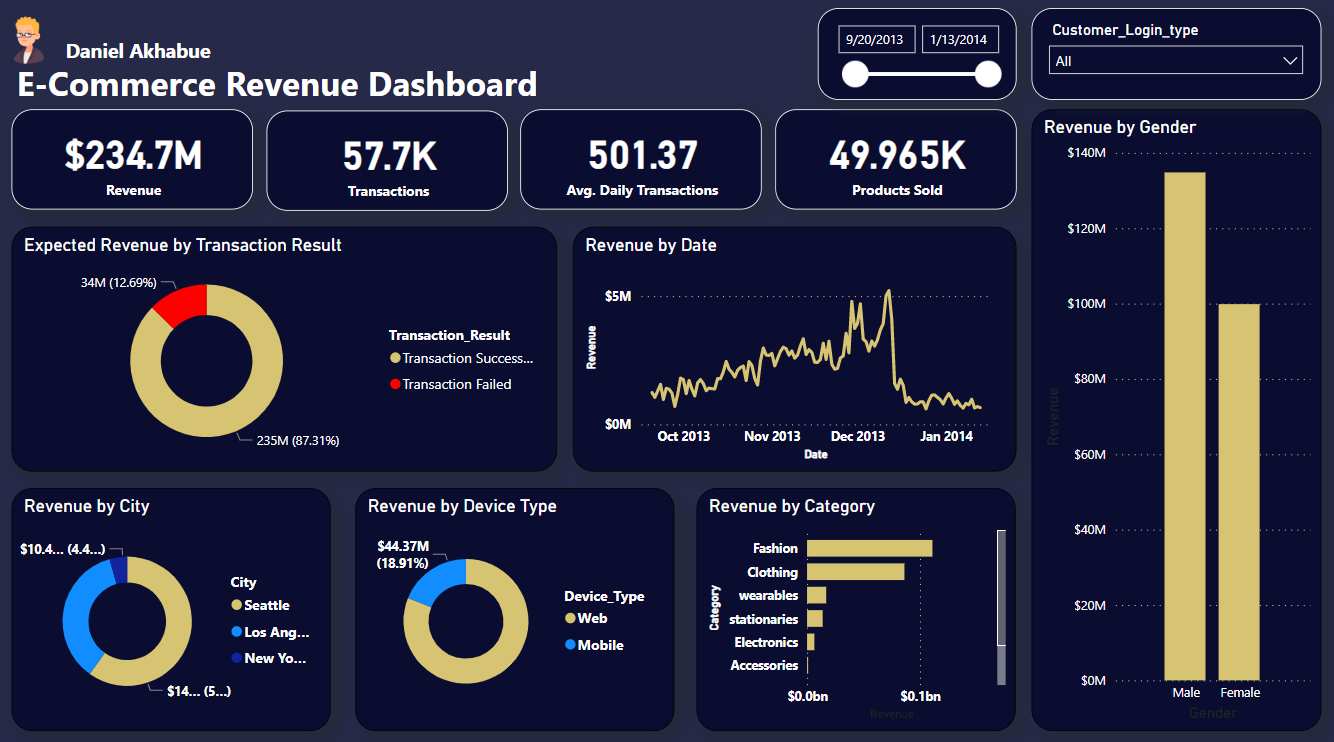 Daniel Akhabue
E-Commerce Revenue Dashboard
9/20/2013
1/13/2014
Customer_Login_type
All
$234.7M
Revenue
57.7K
Transactions
501.37
Avg. Daily Transactions
49.965K
Products Sold
Expected Revenue by Transaction Result
34M (12.69%)
235M (87.31%)
Transaction_Result
Transaction Success...
Transaction Failed
Revenue by Date
$5M
$0M
Revenue
Oct 2013
Nov 2013
Dec 2013
Jan 2014
Date
Revenue by Gender
$140M
$120M
$100M
$80M
$60M
$40M
$20M
$0M
Revenue
Male
Female
Gender
Revenue by City
$10.4... (4.4...)
$14... (5...)
City
Seattle
Los Ang...
New Yo...
Revenue by Device Type
$44.37M
(18.91%)
Device_Type
Web
Mobile
Revenue by Category
Category
Fashion
Clothing
wearables
stationaries
Electronics
Accessories
$0.0bn
$0.1bn
Revenue